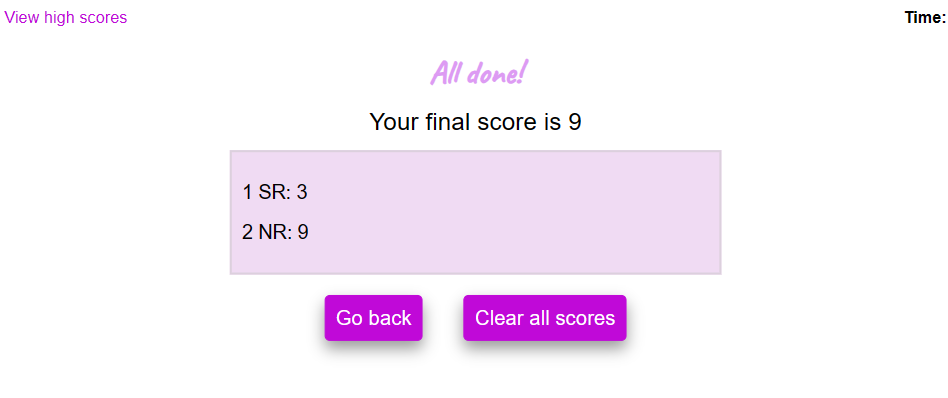 View high scores
Time:
All done!
Your final score is 9
1 SR: 3
2 NR: 9
Go back
Clear all scores